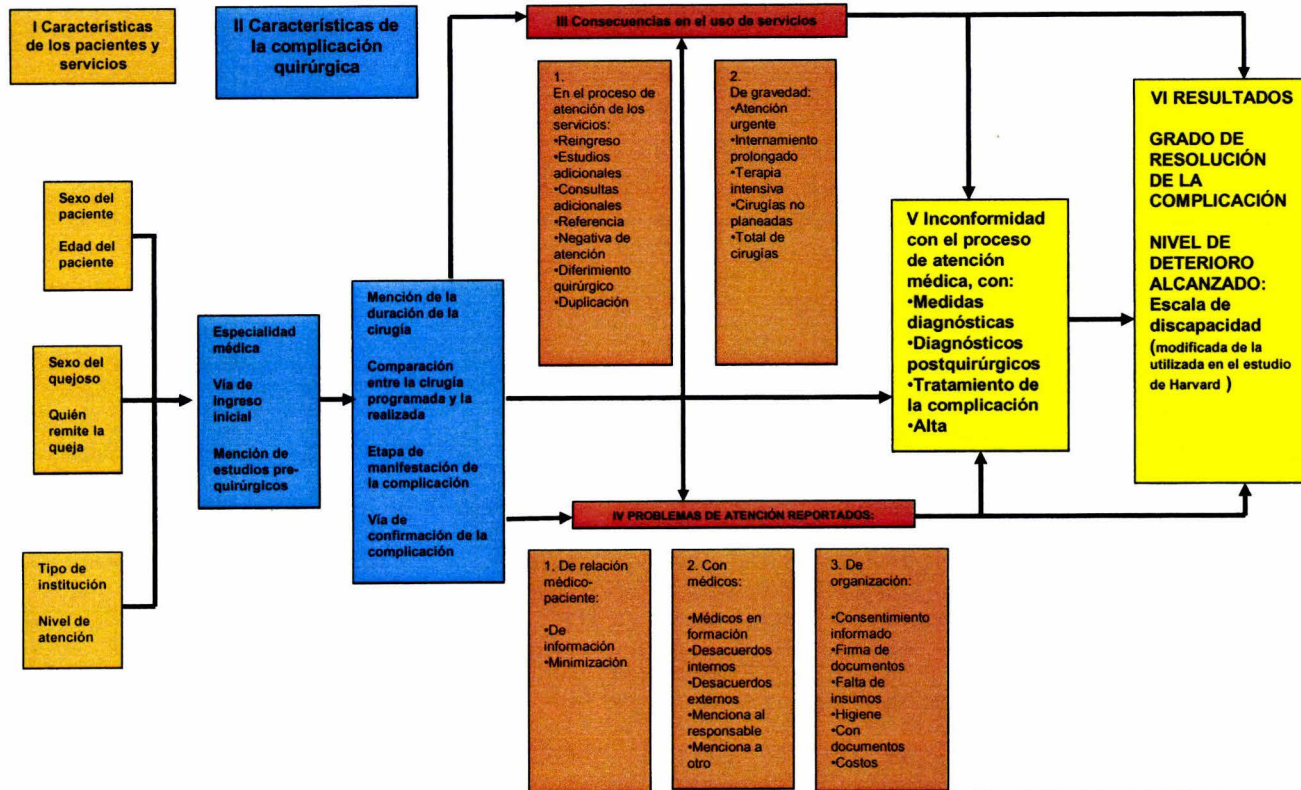 I Características
de los pacientes y
servicios
II Características de
la complicación
quirúrgica
III Consecuencias en el uso de servicios
1.
En el proceso de
atención de los
servicios:
•Reingreso
•Estudios
adicionales
•Consultas
adicionales
•Referencia
•Negativa de
atención
•Diferimiento
quirúrgico
•Duplicación
2.
De gravedad:
•Atención
urgente
•Internamiento
prolongado
•Terapia
intensiva
•Cirugías no
planeadas
•Total de
cirugías
VI RESULTADOS
GRADO DE
RESOLUCIÓN
DE LA
COMPLICACIÓN
NIVEL DE
DETERIORO
ALCANZADO:
Escala de
discapacidad
(modificada de la
utilizada en el estudio
de Harvard )
Sexo del
paciente
Edad del
paciente
Sexo del
quejoso
Quién
remite la
queja
Tipo de
institución
Nivel de
atención
Especialidad
médica
Vía de
ingreso
inicial
Mención de
estudios pre-
quirúrgicos
Mención de la
duración de la
cirugía
Comparación
entre la cirugía
programada y la
realizada
Etapa de
manifestación de
la complicación
Vía de
confirmación de la
complicación
V Inconformidad
con el proceso
de atención
médica, con:
•Medidas
diagnósticas
•Diagnósticos
postquirúrgicos
•Tratamiento de
la complicación
•Alta
IV PROBLEMAS DE ATENCIÓN REPORTADOS:
1. De relación
médico-
paciente:
•De
información
•Minimización
2. Con
médicos:
•Médicos en
formación
•Desacuerdos
internos
•Desacuerdos
externos
•Menciona al
responsable
•Menciona a
otro
3. De
organización:
•Consentimiento
informado
•Firma de
documentos
•Falta de
insumos
•Higiene
•Con
documentos
•Costos